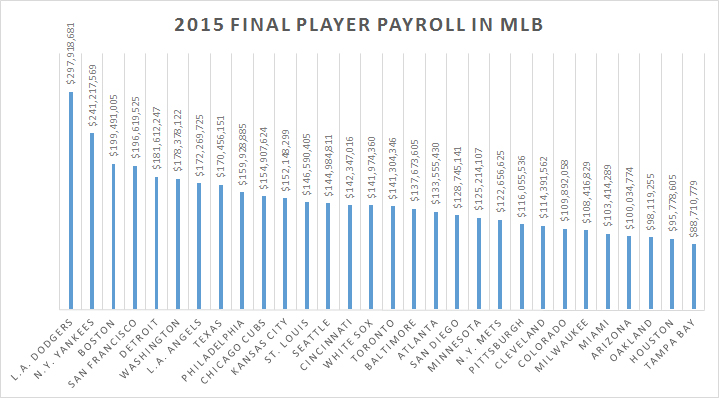 2015 FINAL PLAYER PAYROLL IN MLB
$297,918,681
$241,217,569
$199,491,005
$196,619,525
$181,612,247
$178,378,122
$172,269,725
$170,456,151
$159,928,885
$154,907,624
$152,148,299
$146,590,405
$144,984,811
$142,347,016
$141,974,360
$141,304,346
$137,673,605
$133,555,430
$128,745,141
$125,214,107
$122,656,625
$116,055,536
$114,391,562
$109,892,058
$108,416,829
$103,414,289
$100,034,774
$98,119,255
$95,778,605
$88,710,779
L.A. DODGERS
N.Y. YANKEES
BOSTON
SAN FRANCISCO
DETROIT
WASHINGTON
L.A. ANGELS
TEXAS
PHILADELPHIA
CHICAGO CUBS
KANSAS CITY
ST. LOUIS
SEATTLE
CINCINNATI
WHITE SOX
TORONTO
BALTIMORE
ATLANTA
SAN DIEGO
MINNESOTA
N.Y. METS
PITTSBURGH
CLEVELAND
COLORADO
MILWAUKEE
MIAMI
ARIZONA
OAKLAND
HOUSTON
TAMPA BAY